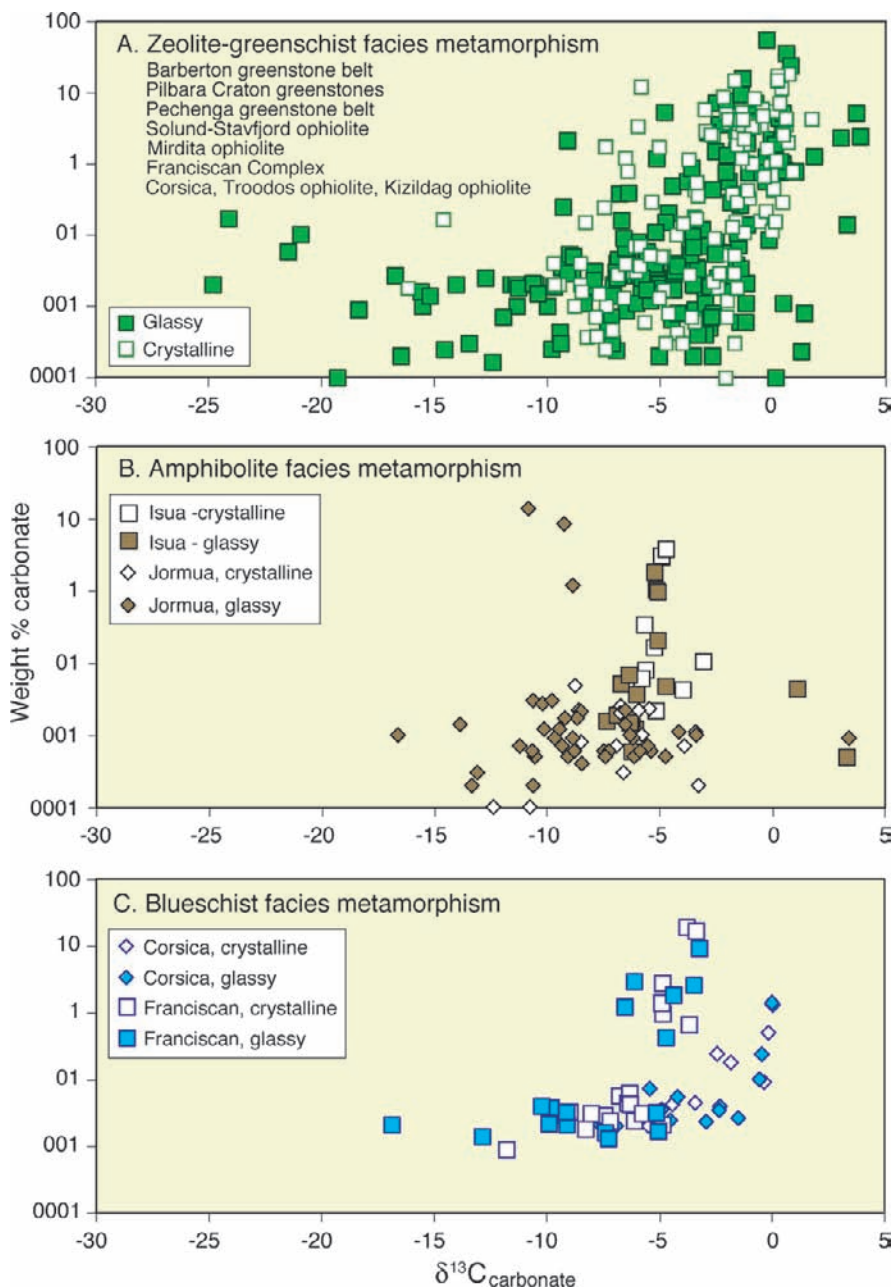 100
A. Zeolite-greenschist facies metamorphism
Barberton greenstone belt
Pilbara Craton greenstones
10
Pechenga greenstone belt
Solund-Stavfjord ophiolite
Mirdita ophiolite
1
Franciscan Complex
Corsica, Troodos ophiolite, Kizildag ophiolite
01
001
Glassy
Crystalline
0001
-30 -25 -20 -15 -10 -5 0 5
Weight % carbonate
100
B. Amphibolite facies metamorphism
10
Isua -crystalline
Isua - glassy
1
Jormua, crystalline
Jormua, glassy
01
001
0001
-30 -25 -20 -15 -10 -5 0 5
100
C. Blueschist facies metamorphism
10
Corsica, crystalline
Corsica, glassy
1
Franciscan, crystalline
Franciscan, glassy
01
001
0001
-30 -25 -20 -15 -10 -5 0 5
δ¹³Ccarbonate